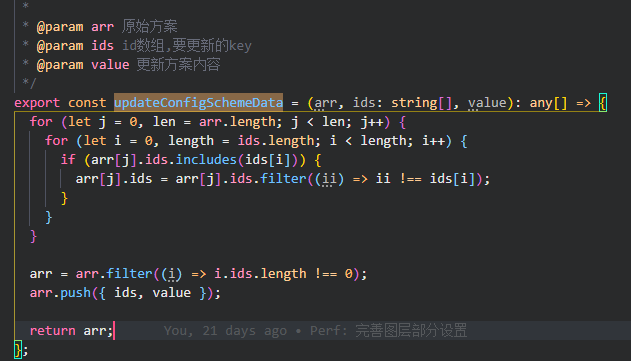 *
* @param arr 原始方案
* @param ids id数组,要更新的key
* @param value 更新方案内容
*/
export const updateConfigSchemeData = (arr, ids: string[], value): any[] => {
for (let j = 0, len = arr.length; j < len; j++) {
for (let i = 0, length = ids.length; i < length; i++) {
if (arr[j].ids.includes(ids[i])) {
arr[j].ids = arr[j].ids.filter((ii) => ii !== ids[i]);
}
}
}
arr = arr.filter((i) => i.ids.length !== 0);
arr.push({ ids, value });
return arr; You, 21 days ago • Perf: 完善图层部分设置
};